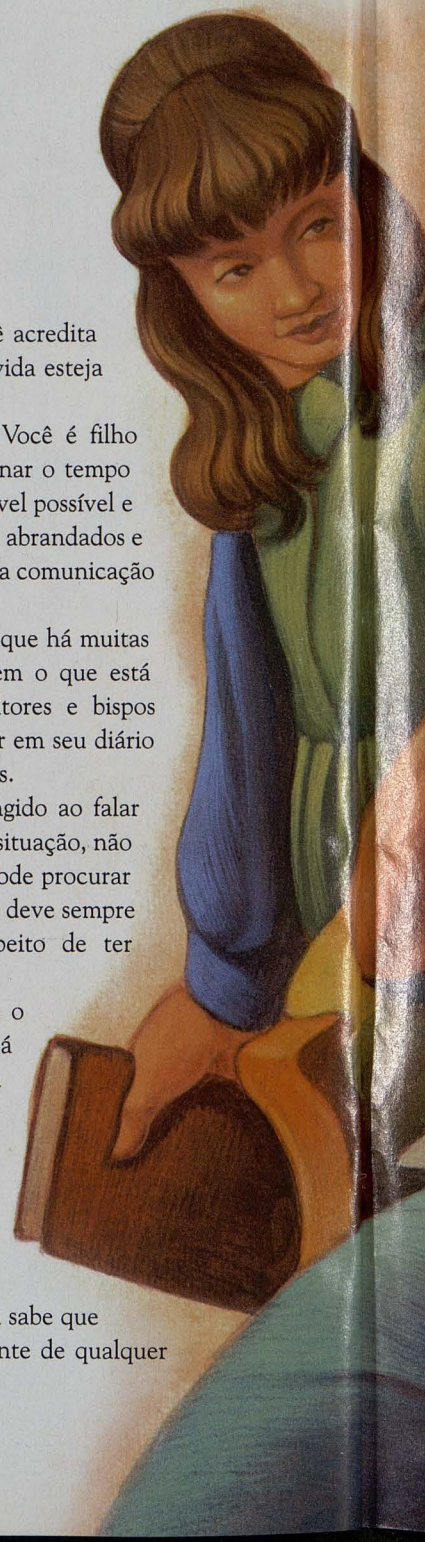 ê acredita
vida esteja
Você é filho
nar o tempo
vel possível e
abrandados e
a comunicação
que há muitas
em o que está
tores e bispos
r em seu diário
s.
gido ao falar
situação, não
ode procurar
deve sempre
peito de ter
o
á
sabe que
nte de qualquer